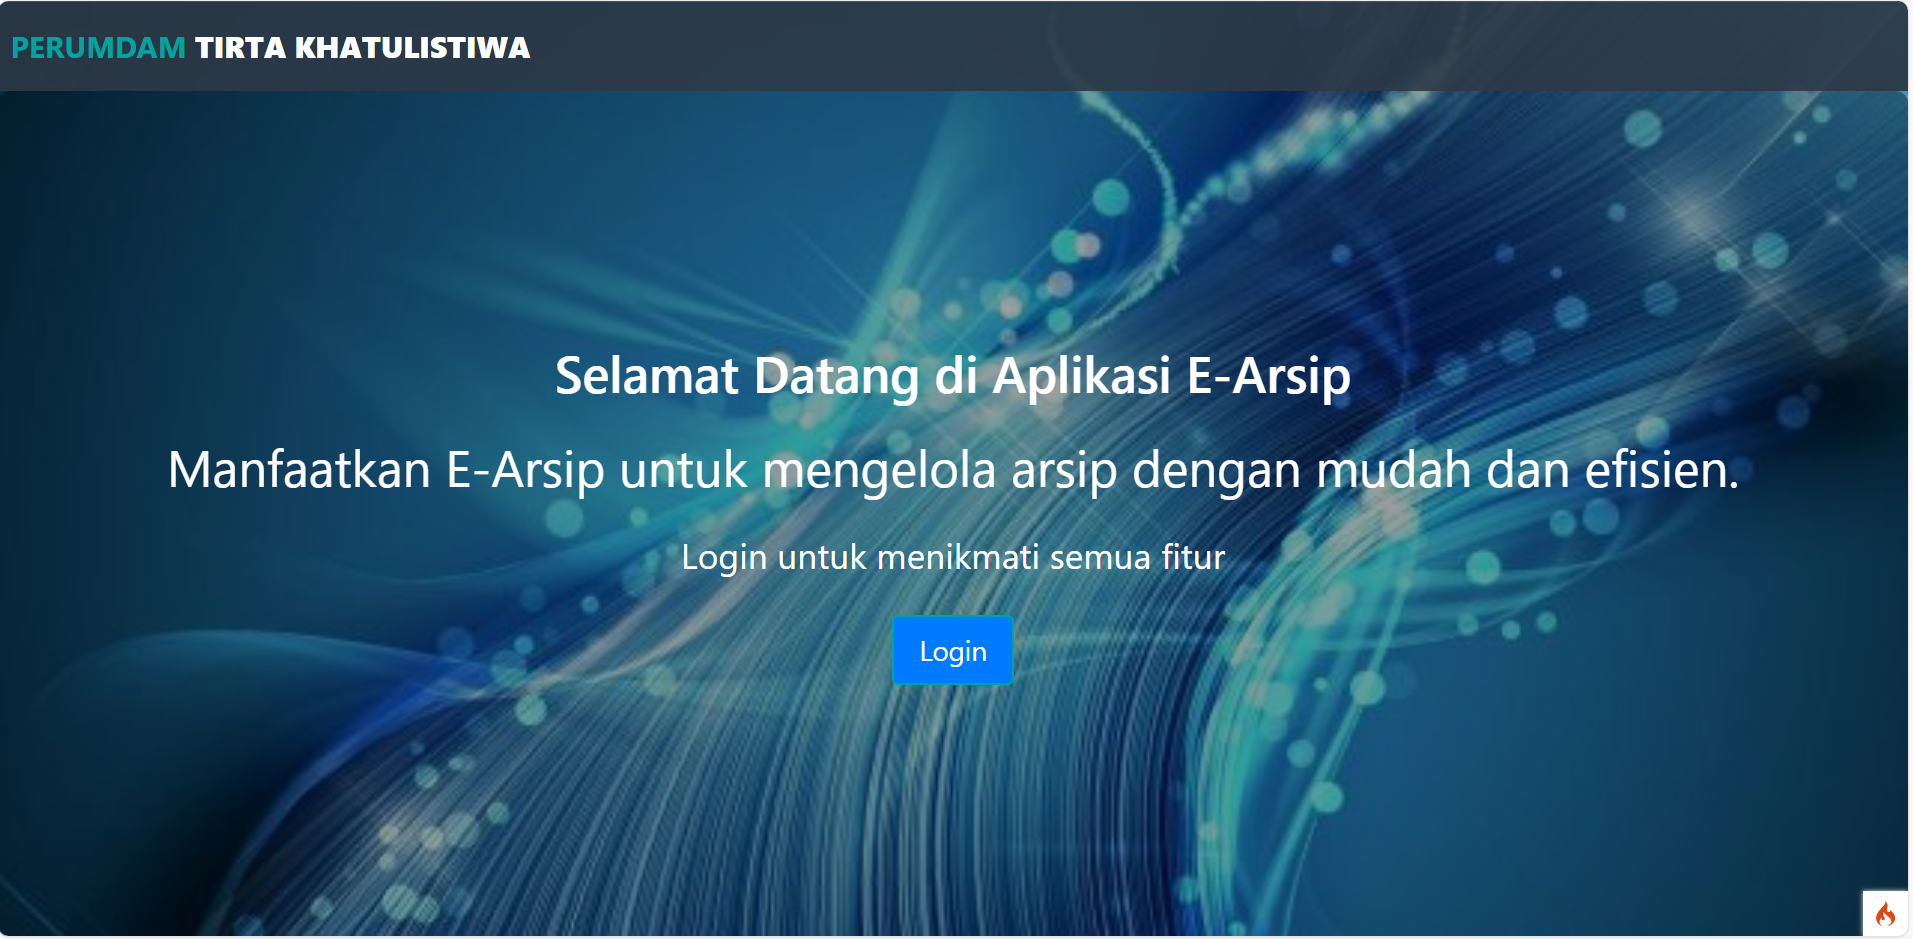 PERUMDAM TIRTA KHATULISTIWA
Selamat Datang di Aplikasi E-Arsip
Manfaatkan E-Arsip untuk mengelola arsip dengan mudah dan efisien.
Login untuk menikmati semua fitur
Login